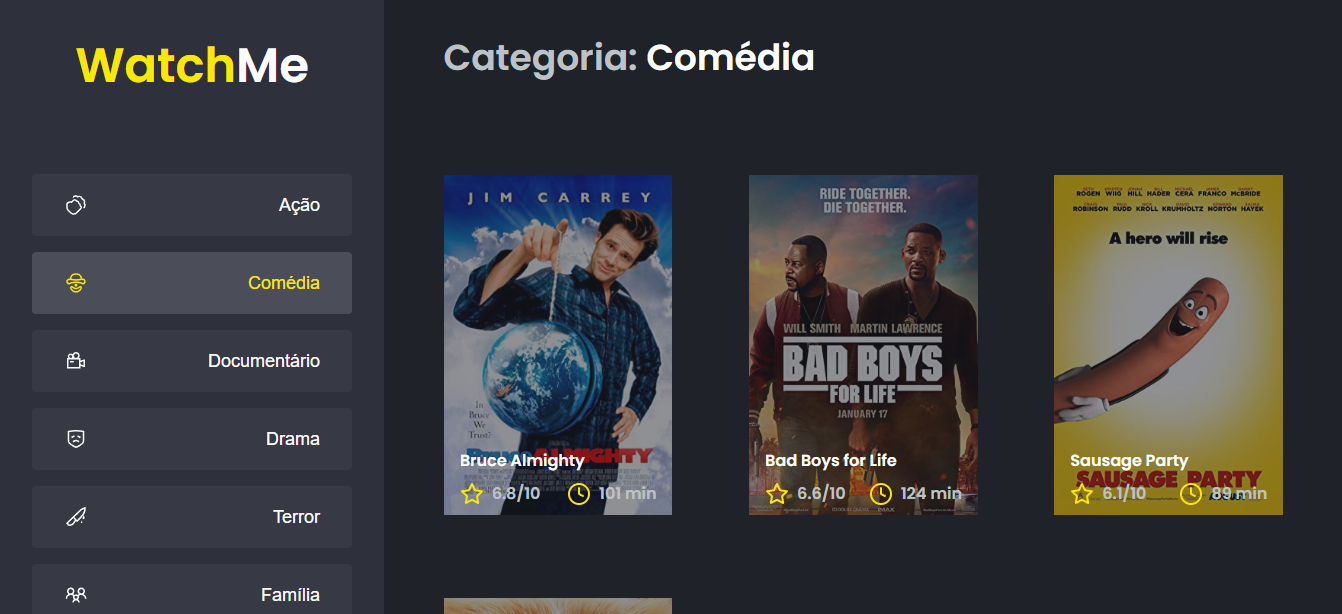 WatchMe
Ação
Comédia
Documentário
Drama
Terror
Família
Categoria: Comédia
JIM CARREY
In
Bruce
We
Trust?
BRUCE ALMIGHTY
Bruce Almighty
6.8/10 101 min
RIDE TOGETHER.
DIE TOGETHER.
WILL SMITH MARTIN LAWRENCE
BAD BOYS
FOR LIFE
JANUARY 17
Bad Boys for Life
6.6/10 124 min
ROGEN WIIG HILL HADER CERA FRANCO McBRIDE
ROBINSON RUDD KROLL KRUMHOLTZ NORTON HAYEK
A hero will rise
SAUSAGE PARTY
Sausage Party
6.1/10 89 min